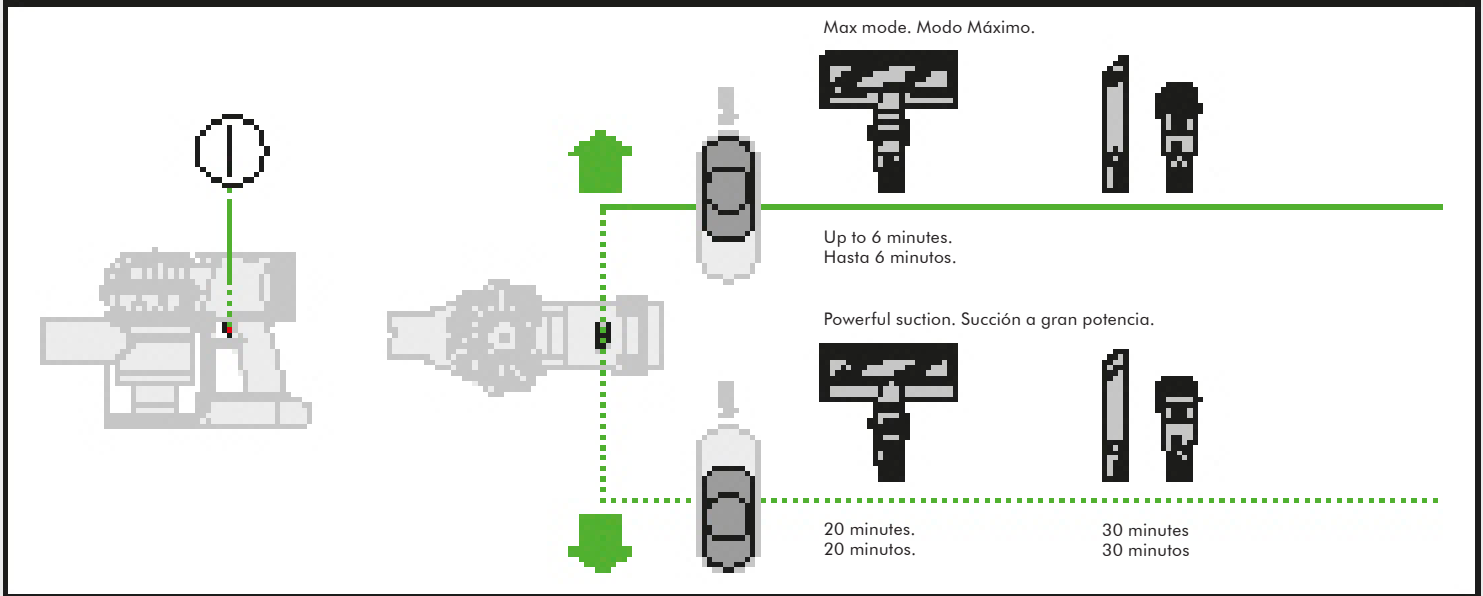 Max mode. Modo Máximo.
Up to 6 minutes.
Hasta 6 minutos.
Powerful suction. Succión a gran potencia.
20 minutes.
20 minutos.
30 minutes
30 minutos